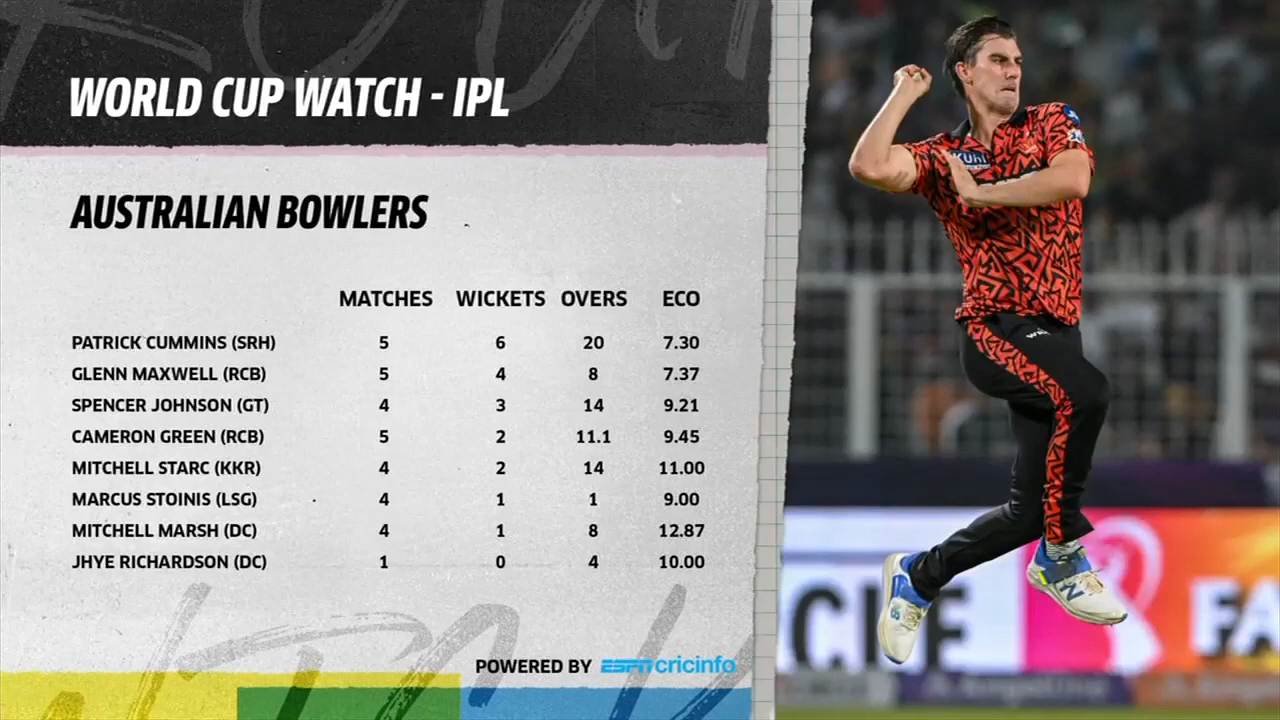 WORLD CUP WATCH - IPL
AUSTRALIAN BOWLERS
MATCHES WICKETS OVERS ECO
PATRICK CUMMINS (SRH) 5 6 20 7.30
GLENN MAXWELL (RCB) 5 4 8 7.37
SPENCER JOHNSON (GT) 4 3 14 9.21
CAMERON GREEN (RCB) 5 2 11.1 9.45
MITCHELL STARC (KKR) 4 2 14 11.00
MARCUS STOINIS (LSG) 4 1 1 9.00
MITCHELL MARSH (DC) 4 1 8 12.87
JHYE RICHARDSON (DC) 1 0 4 10.00
POWERED BY ESPN cricinfo